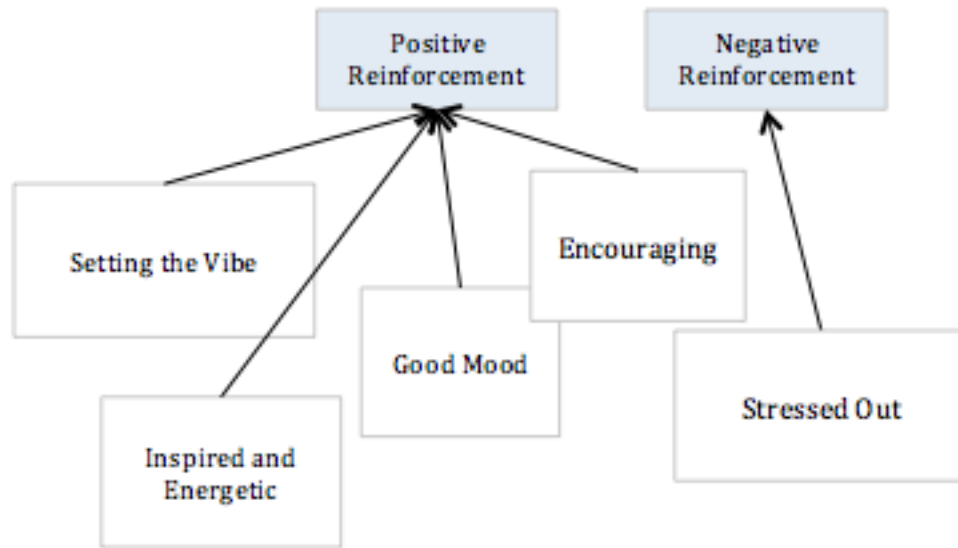 Positive
Reinforcement
Negative
Reinforcement
Setting the Vibe
Encouraging
Good Mood
Stressed Out
Inspired and
Energetic